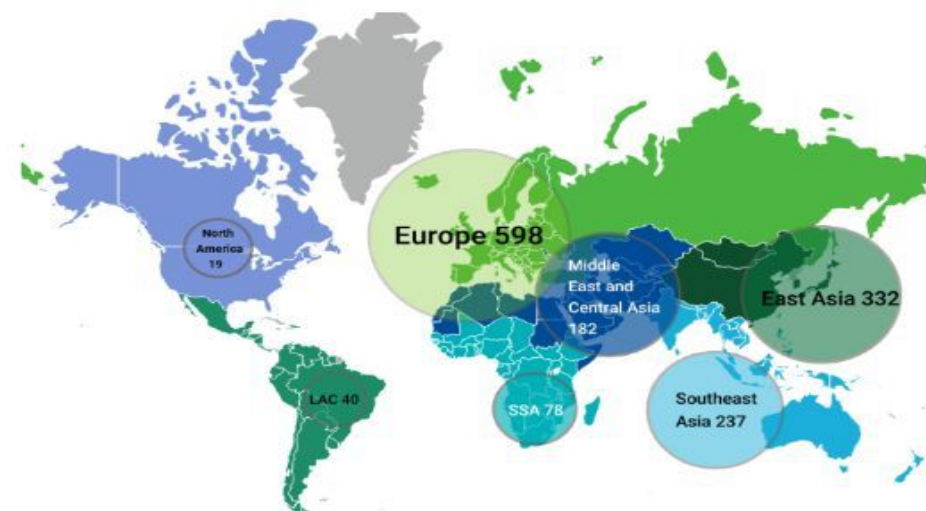 North
America
19
Europe 598
Middle
East and
Central Asia
182
East Asia 332
LAC 40
SSA 78
Southeast
Asia 237